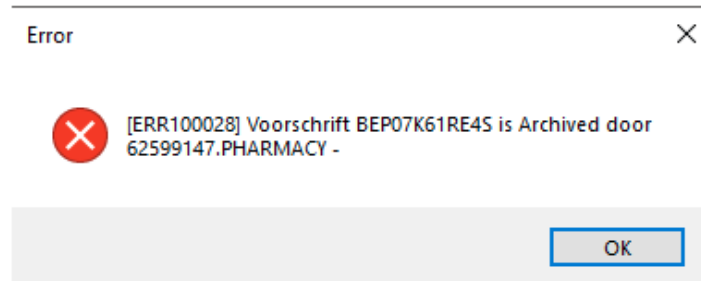 Error
[ERR100028] Voorschrift BEP07K61RE4S is Archived door
62599147.PHARMACY -
OK